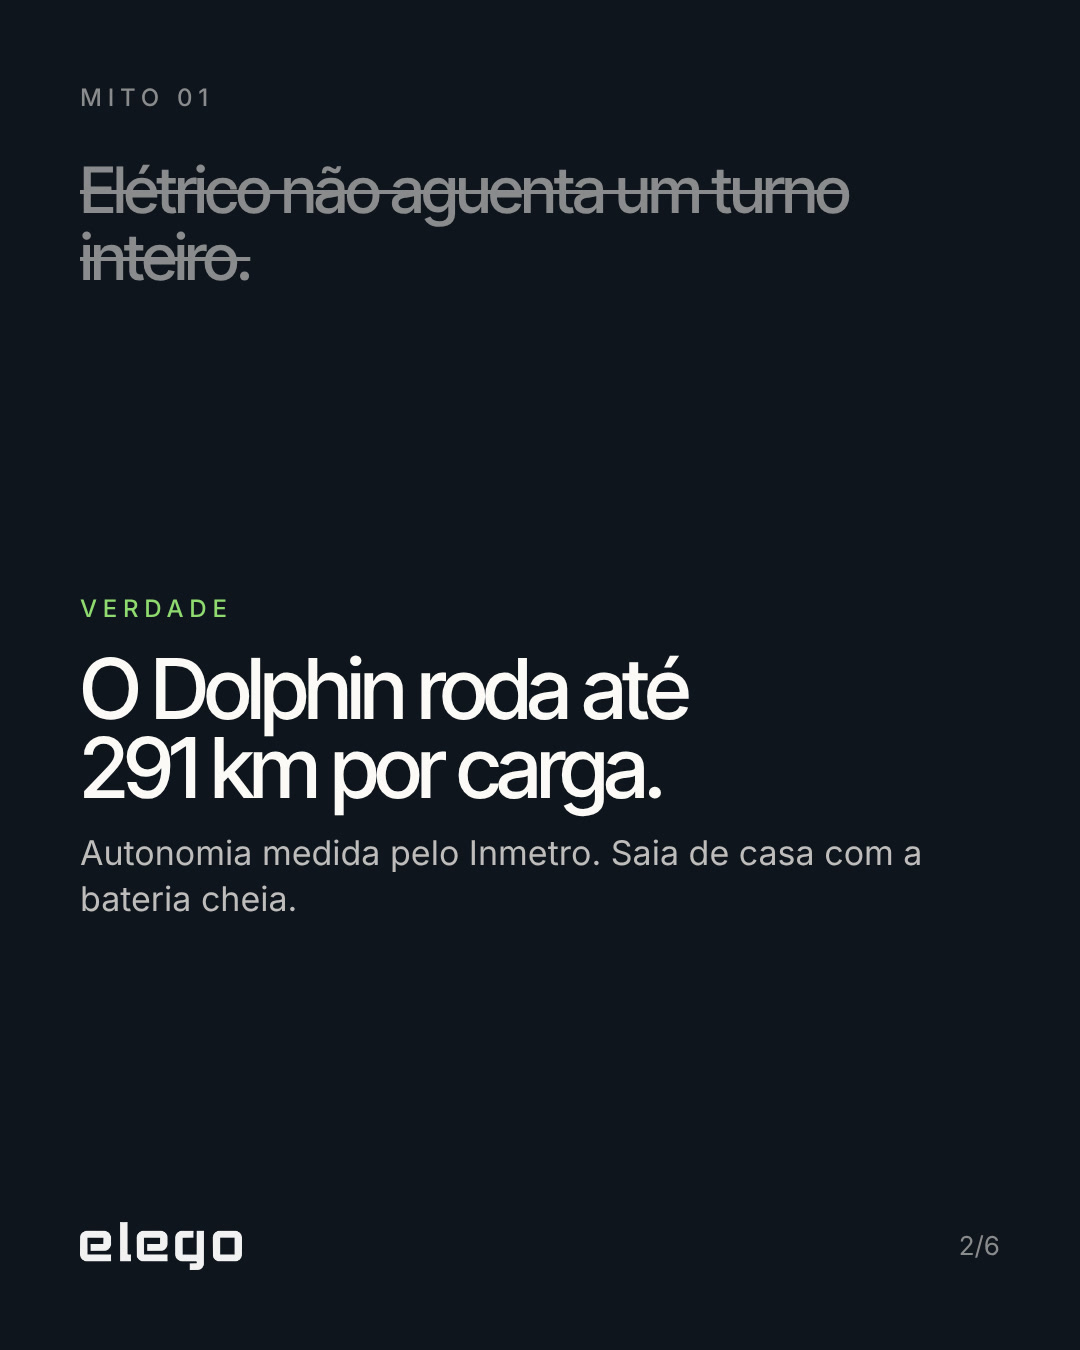 MITO 01
Elétrico não aguenta um turno
inteiro.
VERDADE
O Dolphin roda até
291 km por carga.
Autonomia medida pelo Inmetro. Saia de casa com a
bateria cheia.
elego
2/6